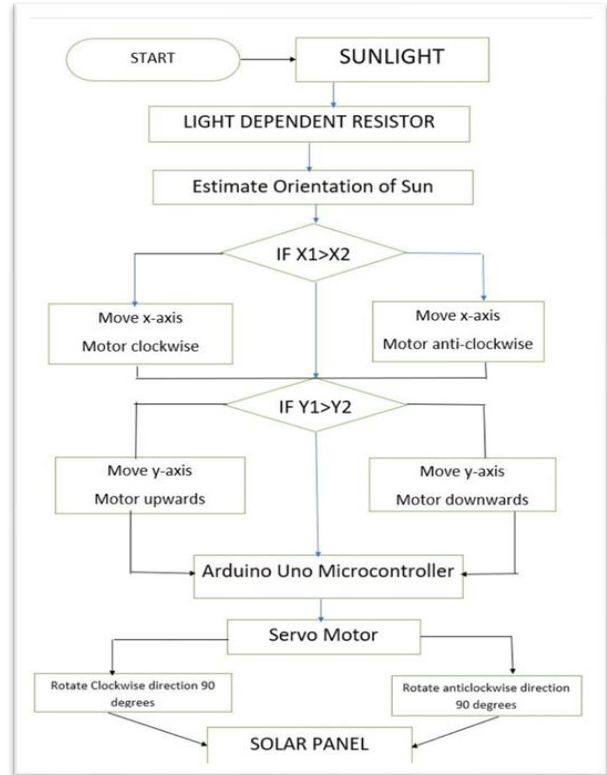 START
SUNLIGHT
LIGHT DEPENDENT RESISTOR
Estimate Orientation of Sun
IF X1>X2
Move x-axis
Motor clockwise
Move x-axis
Motor anti-clockwise
IF Y1>Y2
Move y-axis
Motor upwards
Move y-axis
Motor downwards
Arduino Uno Microcontroller
Servo Motor
Rotate Clockwise direction 90
degrees
Rotate anticlockwise direction
90 degrees
SOLAR PANEL